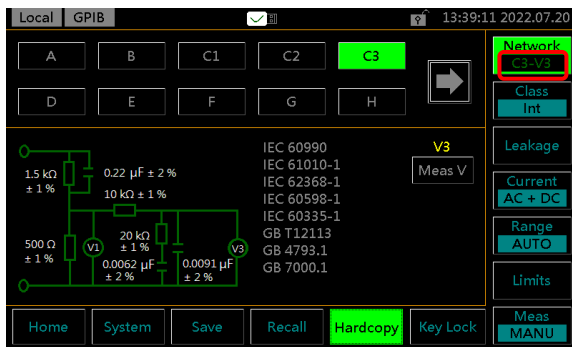 Local GPIB 13:39:11 2022.07.20
A B C1 C2 C3
D E F G H
Network
C3-V3
Class
Int
Leakage
Current
AC + DC
Range
AUTO
Limits
Meas
MANU
1.5 kΩ
± 1 %
0.22 µF ± 2 %
10 kΩ ± 1 %
500 Ω
± 1 %
V1
20 kΩ
± 1 %
0.0062 µF
± 2 %
0.0091 µF
± 2 %
V3
IEC 60990
IEC 61010-1
IEC 62368-1
IEC 60598-1
IEC 60335-1
GB T12113
GB 4793.1
GB 7000.1
V3
Meas V
Home System Save Recall Hardcopy Key Lock